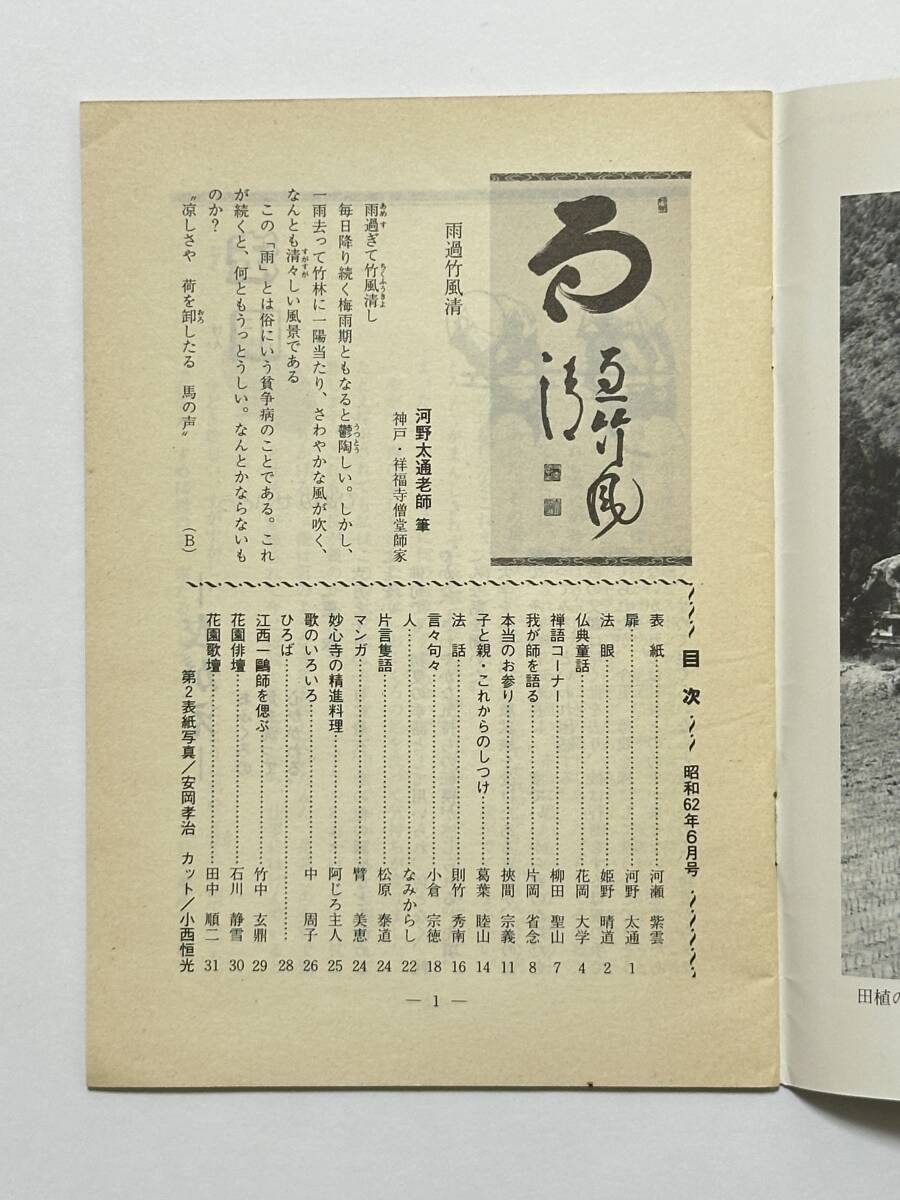 雨過竹風清
雨過竹風清
河野太通老師 筆
神戸・祥福寺僧堂師家
雨過ぎて竹風清し
毎日降り続く梅雨期ともなると鬱陶しい。しかし、
一雨去って竹林に一陽当たり、さわやかな風が吹く、
なんとも清々しい風景である
この「雨」とは俗にいう貧争病のことである。これ
が続くと、何ともうっとうしい。なんとかならないも
のか？
“涼しさや 荷を卸したる 馬の声”
（B）
目次 昭和62年6月号
表紙 河瀬 紫雲
扉 河野 太通 1
法眼 姫野 晴道 2
仏典童話 花岡 大学 4
禅語コーナー 柳田 聖山 7
我が師を語る 片岡 省念 8
本当のお参り 挾間 宗義 11
子と親・これからのしつけ 葛葉 睦山 14
法話 則竹 秀南 16
言々句々 小倉 宗徳 18
人 なみからし 22
片言隻語 松原 泰道 24
マンガ 臂 美恵 24
妙心寺の精進料理 阿じろ主人 25
歌のいろいろ 中 周子 26
ひろば 28
江西一鷗師を偲ぶ 竹中 玄鼎 29
花園俳壇 石川 静雪 30
花園歌壇 田中 順二 31
第2表紙写真／安岡孝治 カット／小西恒光
— 1 —
田植の